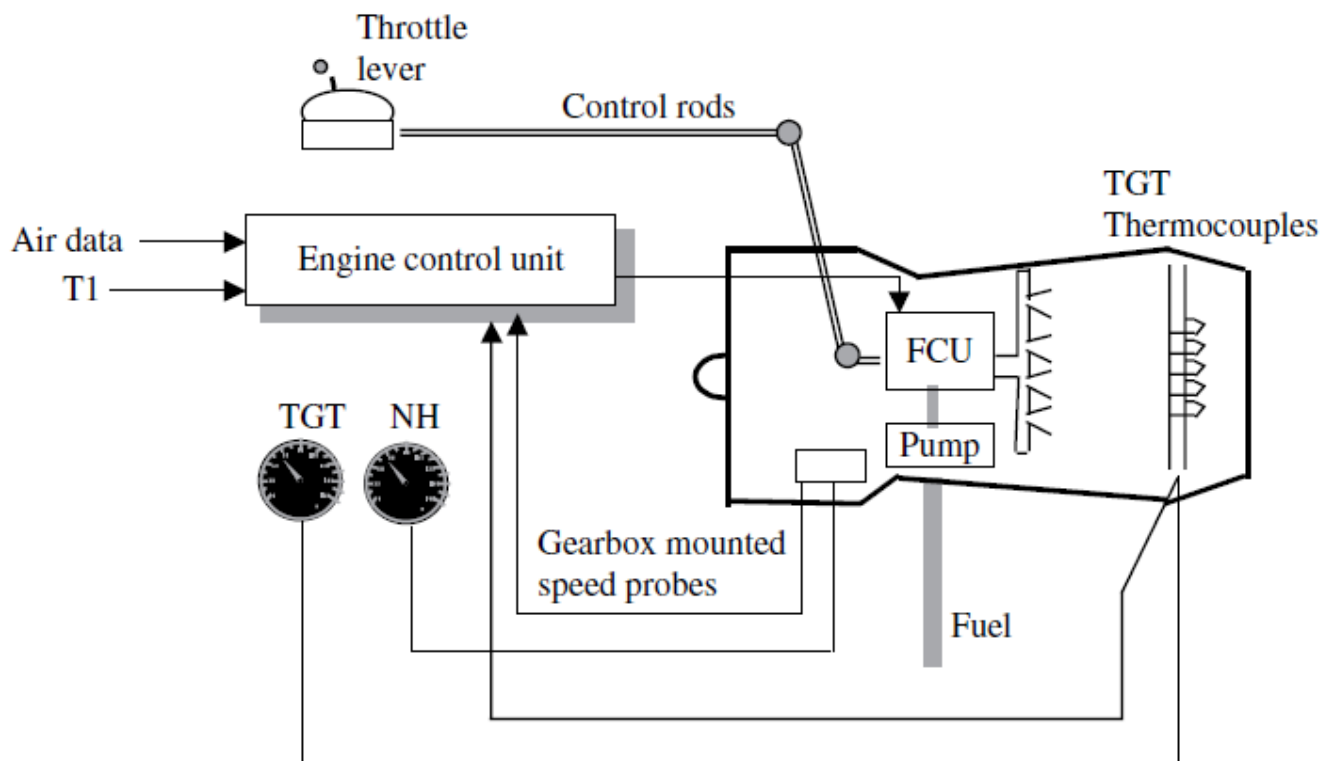 Throttle
lever
Control rods
TGT
Thermocouples
Air data
Engine control unit
T1
FCU
TGT
NH
Pump
Gearbox mounted
speed probes
Fuel